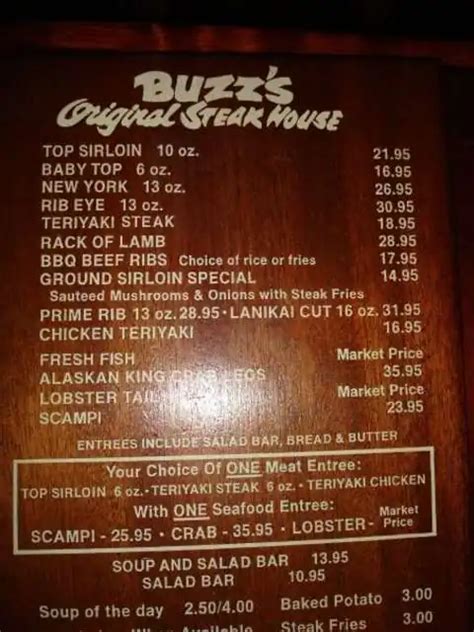 BUZZ'S
Original STEAK HOUSE
TOP SIRLOIN 10 oz. 21.95
BABY TOP 6 oz. 16.95
NEW YORK 13 oz. 26.95
RIB EYE 13 oz. 30.95
TERIYAKI STEAK 18.95
RACK OF LAMB 28.95
BBQ BEEF RIBS Choice of rice or fries 17.95
GROUND SIRLOIN SPECIAL 14.95
Sauteed Mushrooms & Onions with Steak Fries
PRIME RIB 13 oz. 28.95 · LANIKAI CUT 16 oz. 31.95
CHICKEN TERIYAKI 16.95
FRESH FISH Market Price
ALASKAN KING CRAB LEGS 35.95
LOBSTER TAIL Market Price
SCAMPI 23.95
ENTREES INCLUDE SALAD BAR, BREAD & BUTTER
Your Choice Of ONE Meat Entree:
TOP SIRLOIN 6 oz. · TERIYAKI STEAK 6 oz. · TERIYAKI CHICKEN
With ONE Seafood Entree:
SCAMPI - 25.95 · CRAB - 35.95 · LOBSTER - Market Price
SOUP AND SALAD BAR 13.95
SALAD BAR 10.95
Soup of the day 2.50/4.00 Baked Potato 3.00
When Available Steak Fries 3.00